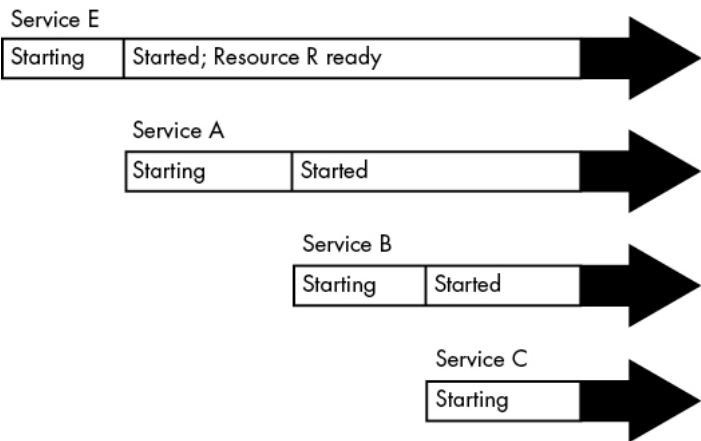 Service E
Starting
Started; Resource R ready
Service A
Starting
Started
Service B
Starting
Started
Service C
Starting